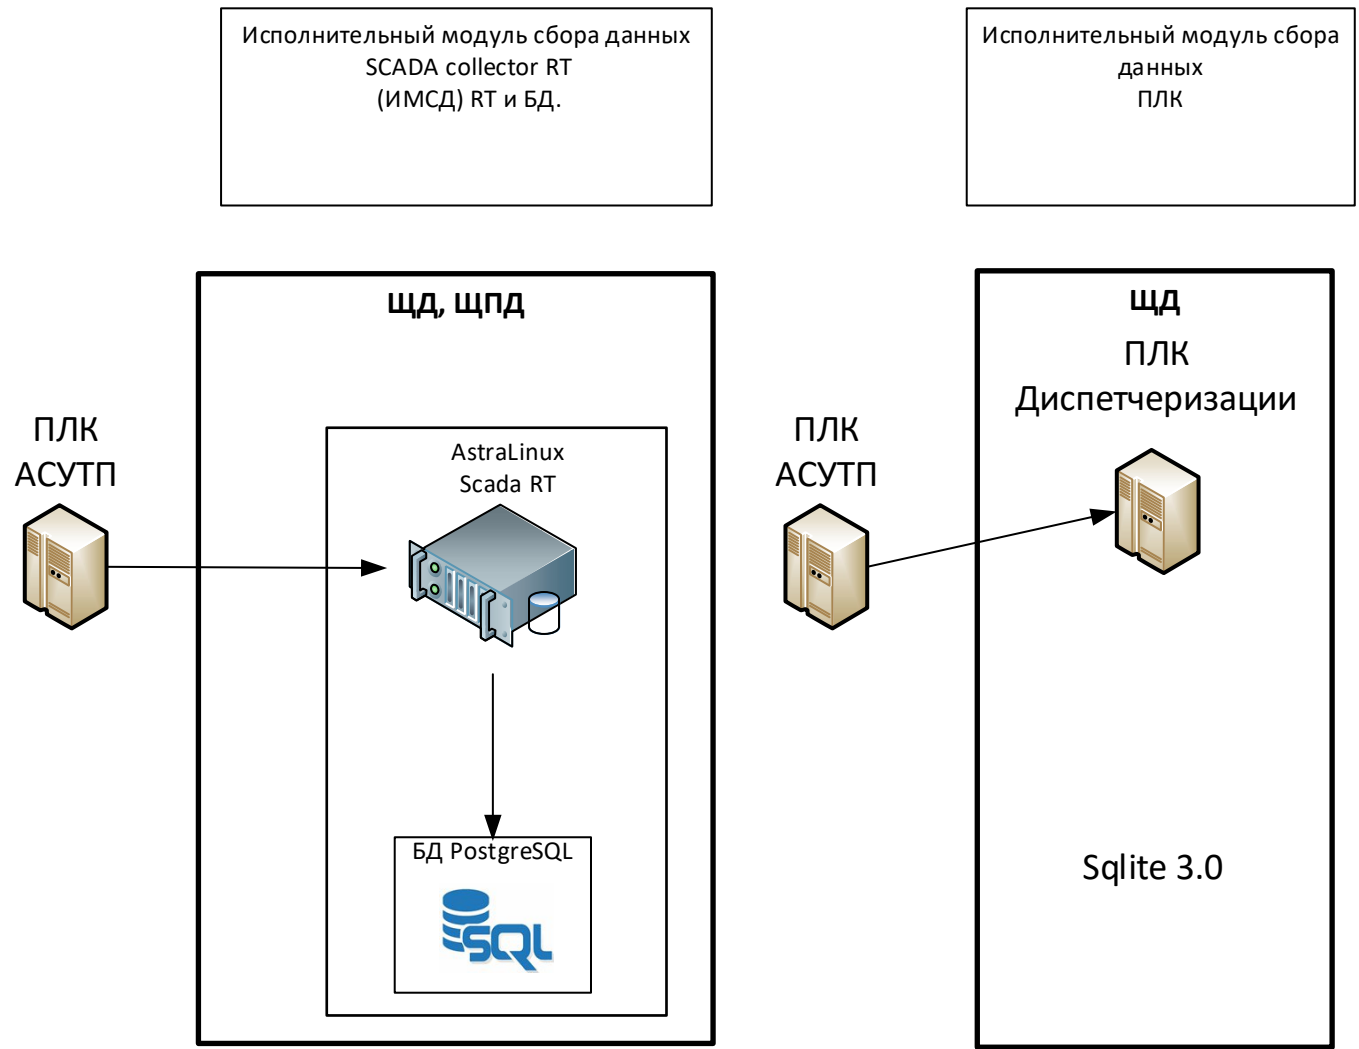 Исполнительный модуль сбора данных
SCADA collector RT
(ИМСД) RT и БД.
Исполнительный модуль сбора
данных
ПЛК
ЩД, ЩПД
ЩД
ПЛК
Диспетчеризации
ПЛК
АСУТП
AstraLinux
Scada RT
ПЛК
АСУТП
БД PostgreSQL
SQL
Sqlite 3.0